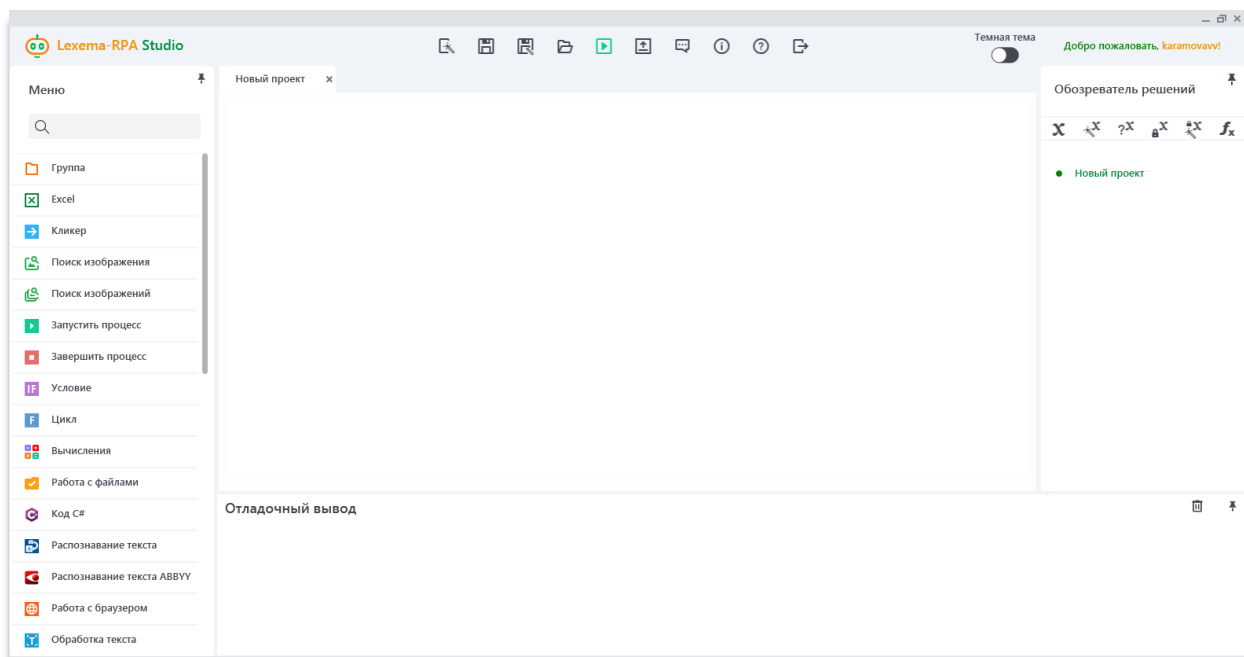 Lexema-RPA Studio
Темная тема
Добро пожаловать, karamovavv!
Меню
Группа
Excel
Кликер
Поиск изображения
Поиск изображений
Запустить процесс
Завершить процесс
IF Условие
F Цикл
Вычисления
Работа с файлами
Код C#
Распознавание текста
Распознавание текста ABBYY
Работа с браузером
Обработка текста
Новый проект
Отладочный вывод
Обозреватель решений
x x ?x x x fx
Новый проект